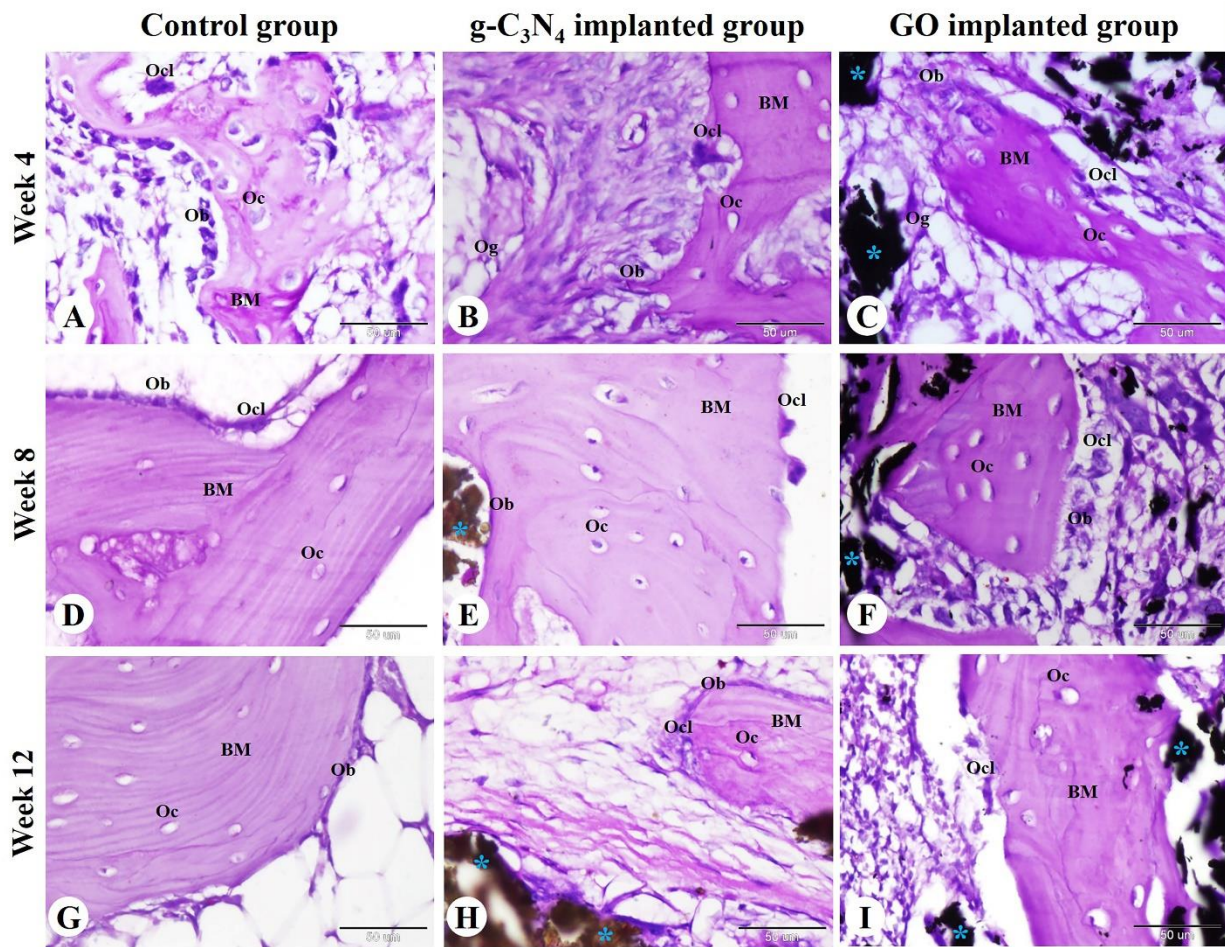 Control group
g-C₃N₄ implanted group
GO implanted group
Week 4
Ocl
Oc
Ob
BM
A
50 um
BM
Ocl
Oc
Og
Ob
B
50 um
*
Ob
BM
Ocl
Og
Oc
*
C
50 um
Week 8
Ob
Ocl
BM
Oc
D
50 um
BM
Ocl
Ob
*
Oc
E
50 um
BM
Ocl
Oc
Ob
*
F
50 um
Week 12
BM
Ob
Oc
G
50 um
Ob
BM
Ocl
Oc
*
*
H
50 um
Oc
*
Ocl
BM
*
I
50 um